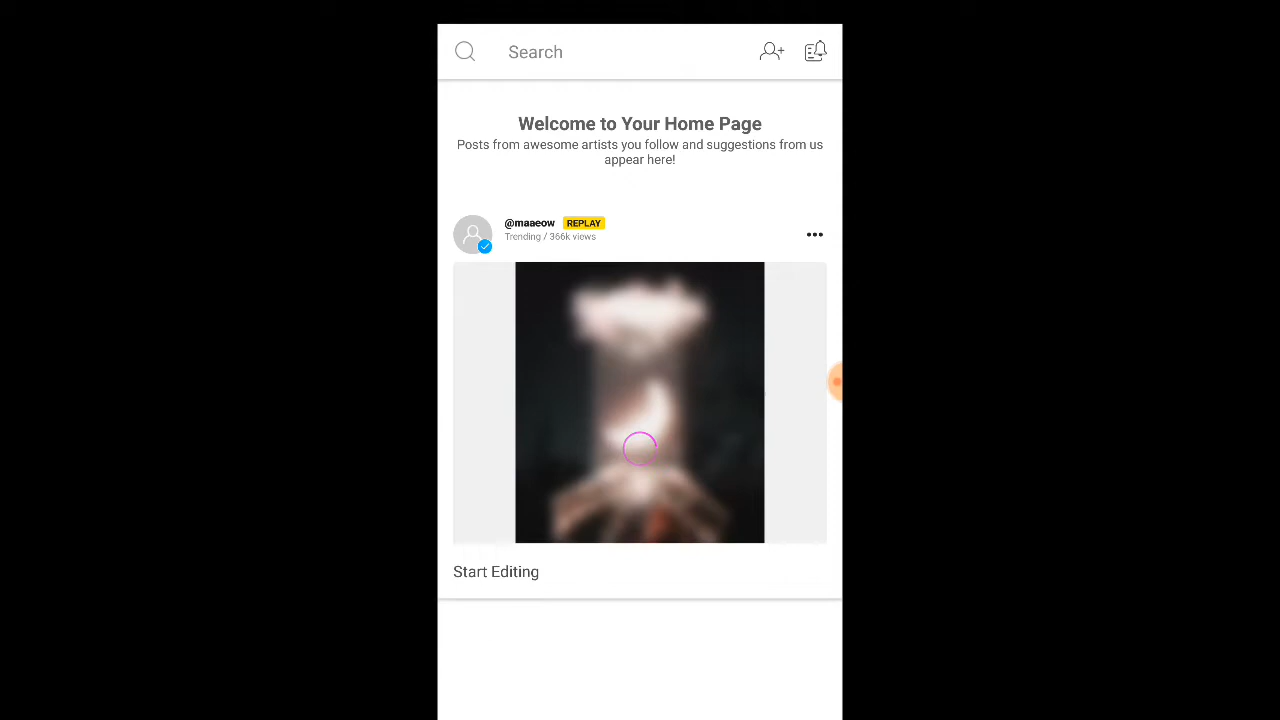 Search
Welcome to Your Home Page
Posts from awesome artists you follow and suggestions from us
appear here!
@maaeow REPLAY
Trending / 366k views
Start Editing